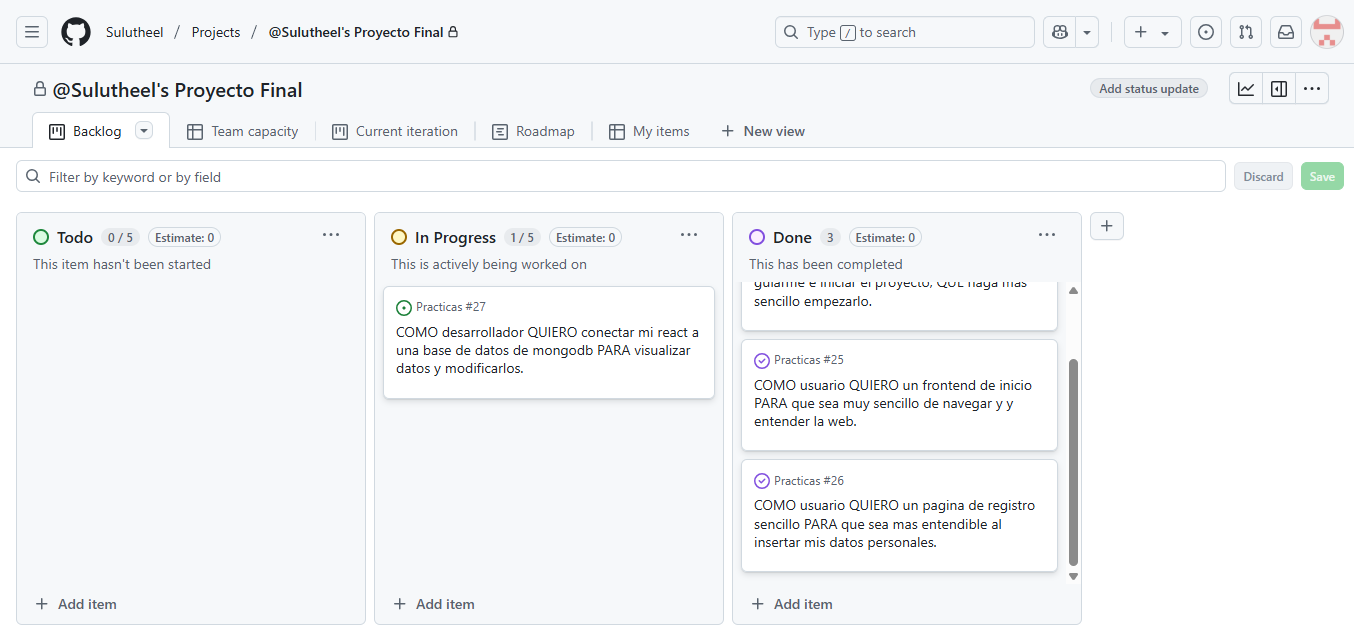 Sulutheel / Projects / @Sulutheel's Proyecto Final
Type / to search
@Sulutheel's Proyecto Final
Add status update
Backlog
Team capacity
Current iteration
Roadmap
My items
New view
Filter by keyword or by field
Discard
Save
Todo 0 / 5 Estimate: 0
This item hasn't been started
Add item
In Progress 1 / 5 Estimate: 0
This is actively being worked on
Practicas #27
COMO desarrollador QUIERO conectar mi react a
una base de datos de mongodb PARA visualizar
datos y modificarlos.
Add item
Done 3 Estimate: 0
This has been completed
guiarme e iniciar el proyecto, QUE haga mas
sencillo empezarlo.
Practicas #25
COMO usuario QUIERO un frontend de inicio
PARA que sea muy sencillo de navegar y y
entender la web.
Practicas #26
COMO usuario QUIERO un pagina de registro
sencillo PARA que sea mas entendible al
insertar mis datos personales.
Add item